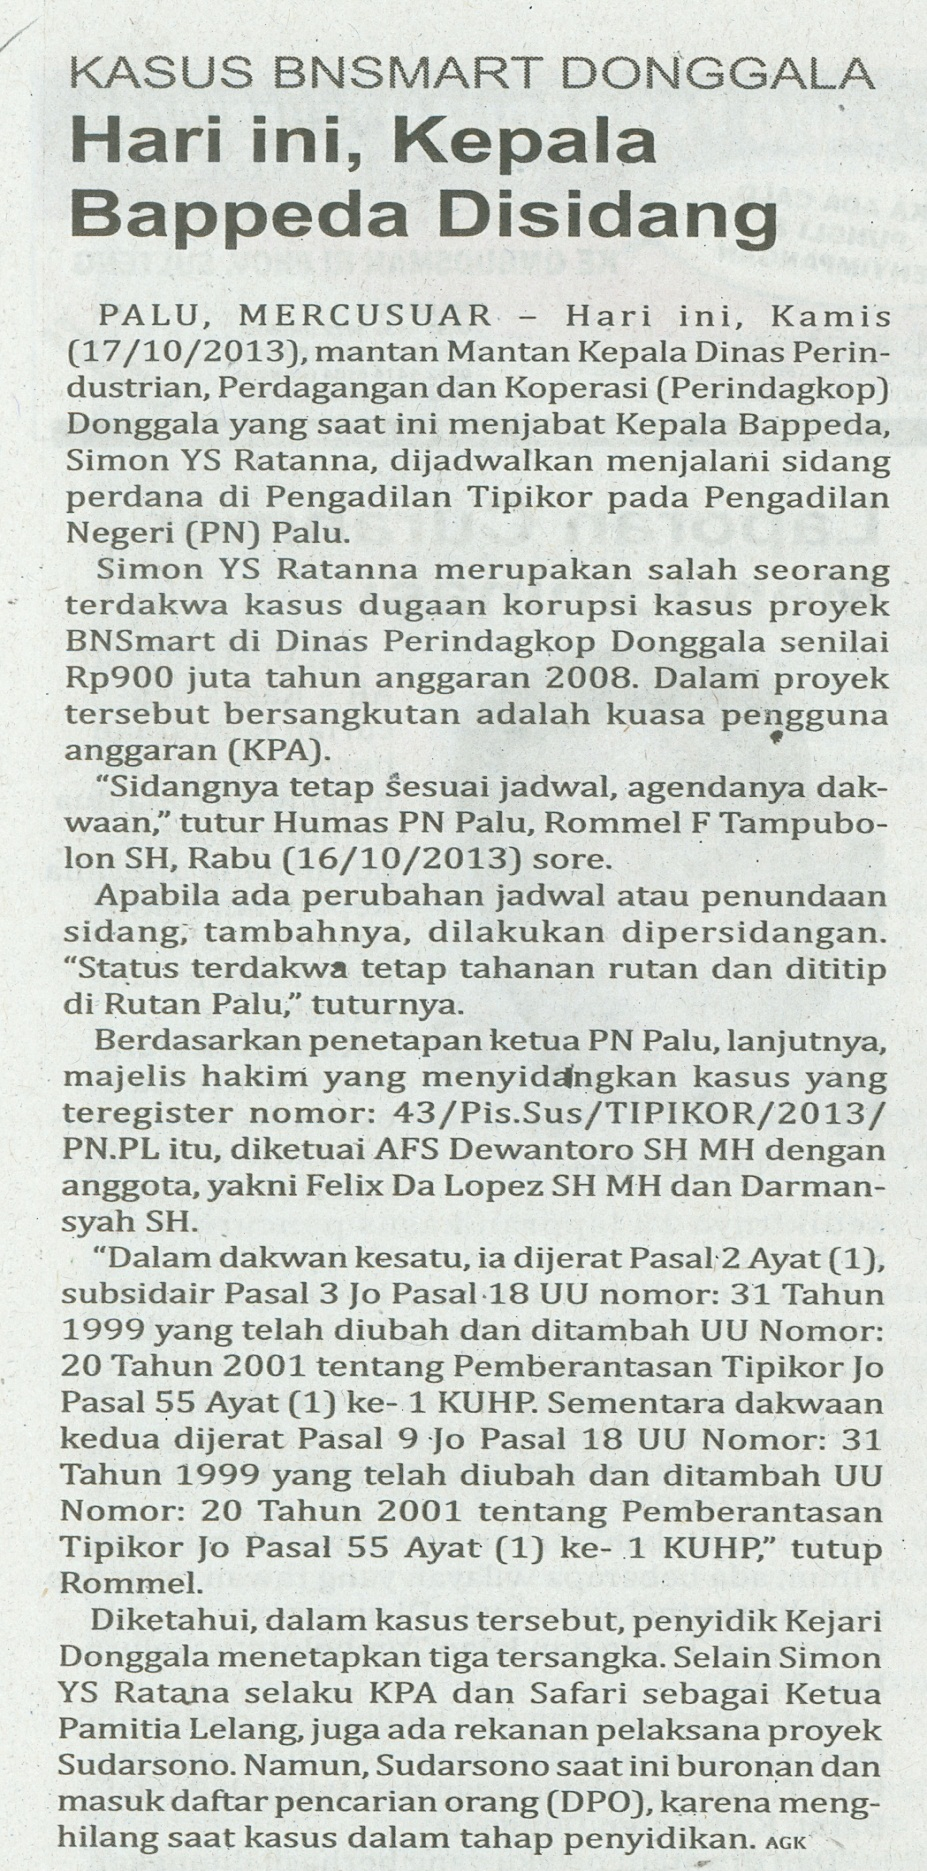 KASUS BNSMART DONGGALA
Hari ini, Kepala
Bappeda Disidang
PALU, MERCUSUAR – Hari ini, Kamis
(17/10/2013), mantan Mantan Kepala Dinas Perin-
dustrian, Perdagangan dan Koperasi (Perindagkop)
Donggala yang saat ini menjabat Kepala Bappeda,
Simon YS Ratanna, dijadwalkan menjalani sidang
perdana di Pengadilan Tipikor pada Pengadilan
Negeri (PN) Palu.
Simon YS Ratanna merupakan salah seorang
terdakwa kasus dugaan korupsi kasus proyek
BNSmart di Dinas Perindagkop Donggala senilai
Rp900 juta tahun anggaran 2008. Dalam proyek
tersebut bersangkutan adalah kuasa pengguna
anggaran (KPA).
“Sidangnya tetap sesuai jadwal, agendanya dak-
waan,” tutur Humas PN Palu, Rommel F Tampubo-
lon SH, Rabu (16/10/2013) sore.
Apabila ada perubahan jadwal atau penundaan
sidang, tambahnya, dilakukan dipersidangan.
“Status terdakwa tetap tahanan rutan dan dititip
di Rutan Palu,” tuturnya.
Berdasarkan penetapan ketua PN Palu, lanjutnya,
majelis hakim yang menyidangkan kasus yang
teregister nomor: 43/Pis.Sus/TIPIKOR/2013/
PN.PL itu, diketuai AFS Dewantoro SH MH dengan
anggota, yakni Felix Da Lopez SH MH dan Darman-
syah SH.
“Dalam dakwan kesatu, ia dijerat Pasal 2 Ayat (1),
subsidair Pasal 3 Jo Pasal 18 UU nomor: 31 Tahun
1999 yang telah diubah dan ditambah UU Nomor:
20 Tahun 2001 tentang Pemberantasan Tipikor Jo
Pasal 55 Ayat (1) ke- 1 KUHP. Sementara dakwaan
kedua dijerat Pasal 9 Jo Pasal 18 UU Nomor: 31
Tahun 1999 yang telah diubah dan ditambah UU
Nomor: 20 Tahun 2001 tentang Pemberantasan
Tipikor Jo Pasal 55 Ayat (1) ke- 1 KUHP,” tutup
Rommel.
Diketahui, dalam kasus tersebut, penyidik Kejari
Donggala menetapkan tiga tersangka. Selain Simon
YS Ratana selaku KPA dan Safari sebagai Ketua
Pamitia Lelang, juga ada rekanan pelaksana proyek
Sudarsono. Namun, Sudarsono saat ini buronan dan
masuk daftar pencarian orang (DPO), karena meng-
hilang saat kasus dalam tahap penyidikan. AGK